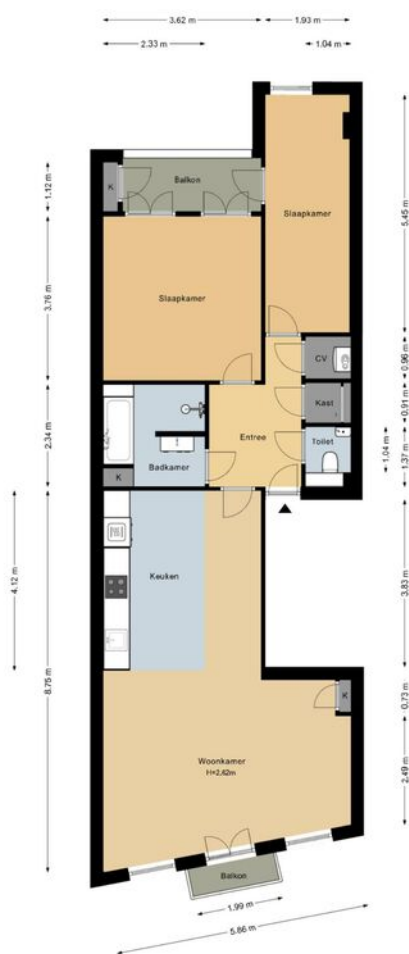 3.62 m
1.93 m
2.33 m
1.04 m
K
Balkon
1.12 m
Slaapkamer
5.45 m
Slaapkamer
3.76 m
CV
0.96 m
Kast
0.91 m
2.34 m
Entree
Toilet
1.04 m
1.37 m
Badkamer
K
Keuken
4.12 m
3.83 m
8.75 m
K
0.73 m
Woonkamer
H=2.62m
2.49 m
Balkon
1.99 m
5.86 m